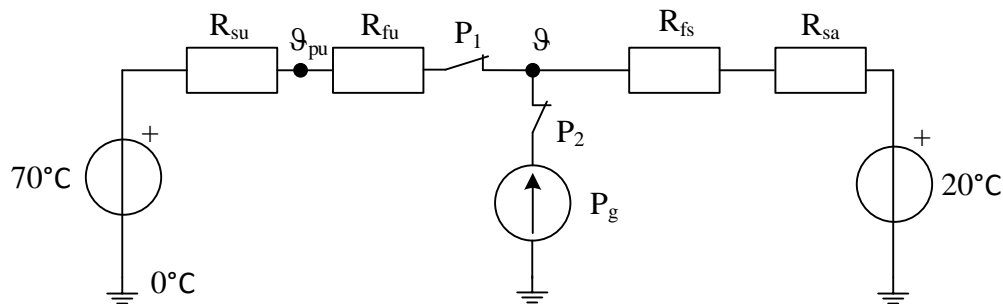 R_su
ϑ_pu
R_fu
P_1
ϑ
R_fs
R_sa
+
P_2
+
70°C
P_g
20°C
0°C